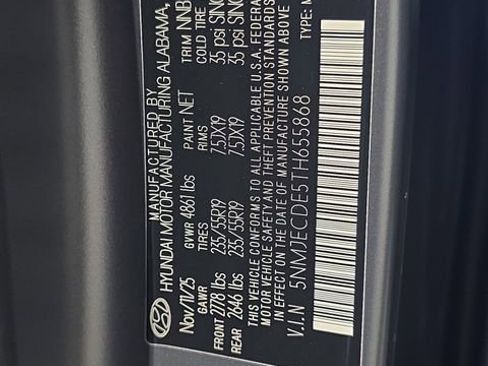 MANUFACTURED BY
HYUNDAI MOTOR MANUFACTURING ALABAMA,
Nov/11/25 GVWR 4861 lbs PAINT NET TRIM NNB
GAWR TIRES RIMS COLD TIRE
FRONT 2778 lbs 235/55R19 7.5JX19 35 psi SING
REAR 2646 lbs 235/55R19 7.5JX19 35 psi SING
THIS VEHICLE CONFORMS TO ALL APPLICABLE U.S.A. FEDERAL
MOTOR VEHICLE SAFETY AND THEFT PREVENTION STANDARDS
IN EFFECT ON THE DATE OF MANUFACTURE SHOWN ABOVE
V.I.N 5NMJECDE5TH655868 TYPE: M